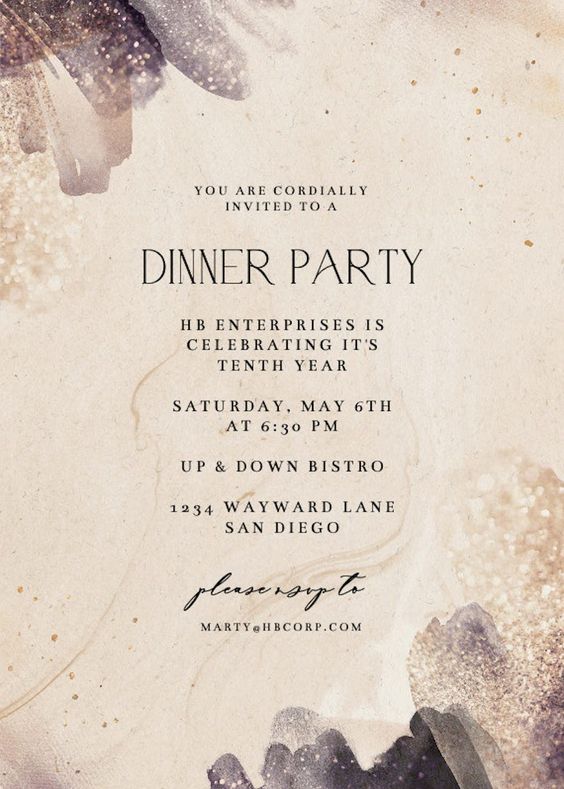 YOU ARE CORDIALLY
INVITED TO A
DINNER PARTY
HB ENTERPRISES IS
CELEBRATING IT'S
TENTH YEAR
SATURDAY, MAY 6TH
AT 6:30 PM
UP & DOWN BISTRO
1234 WAYWARD LANE
SAN DIEGO
please rsvp to
MARTY@HBCORP.COM